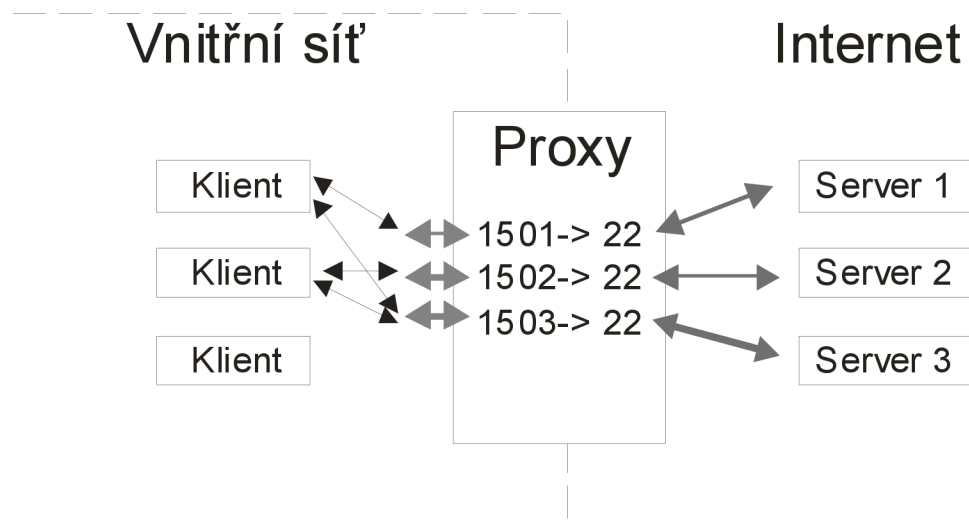 Vnitřní síť
Internet
Proxy
Klient
Server 1
1501-> 22
Klient
1502-> 22
Server 2
1503-> 22
Klient
Server 3